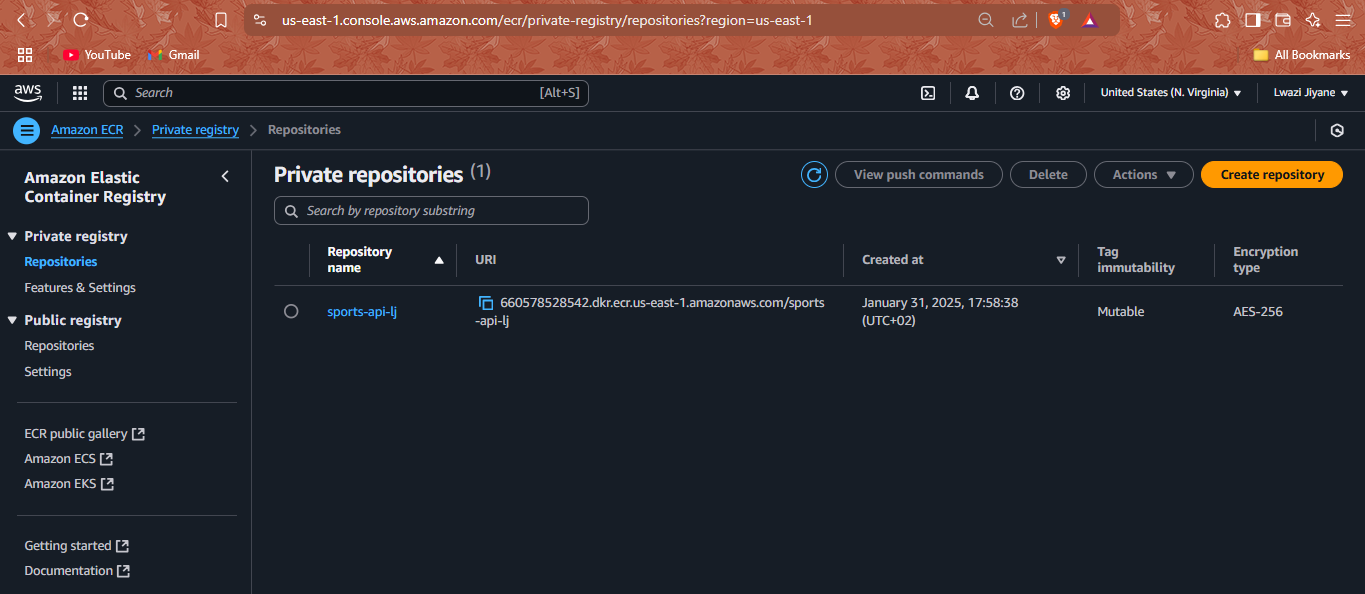 us-east-1.console.aws.amazon.com/ecr/private-registry/repositories?region=us-east-1
1
YouTube
Gmail
All Bookmarks
aws
Search
[Alt+S]
United States (N. Virginia)
Lwazi Jiyane
Amazon ECR
Private registry
Repositories
Amazon Elastic
Container Registry
Private registry
Repositories
Features & Settings
Public registry
Repositories
Settings
ECR public gallery
Amazon ECS
Amazon EKS
Getting started
Documentation
Private repositories (1)
View push commands
Delete
Actions
Create repository
Search by repository substring
Repository
name
URI
Created at
Tag
immutability
Encryption
type
sports-api-lj
660578528542.dkr.ecr.us-east-1.amazonaws.com/sports
-api-lj
January 31, 2025, 17:58:38
(UTC+02)
Mutable
AES-256